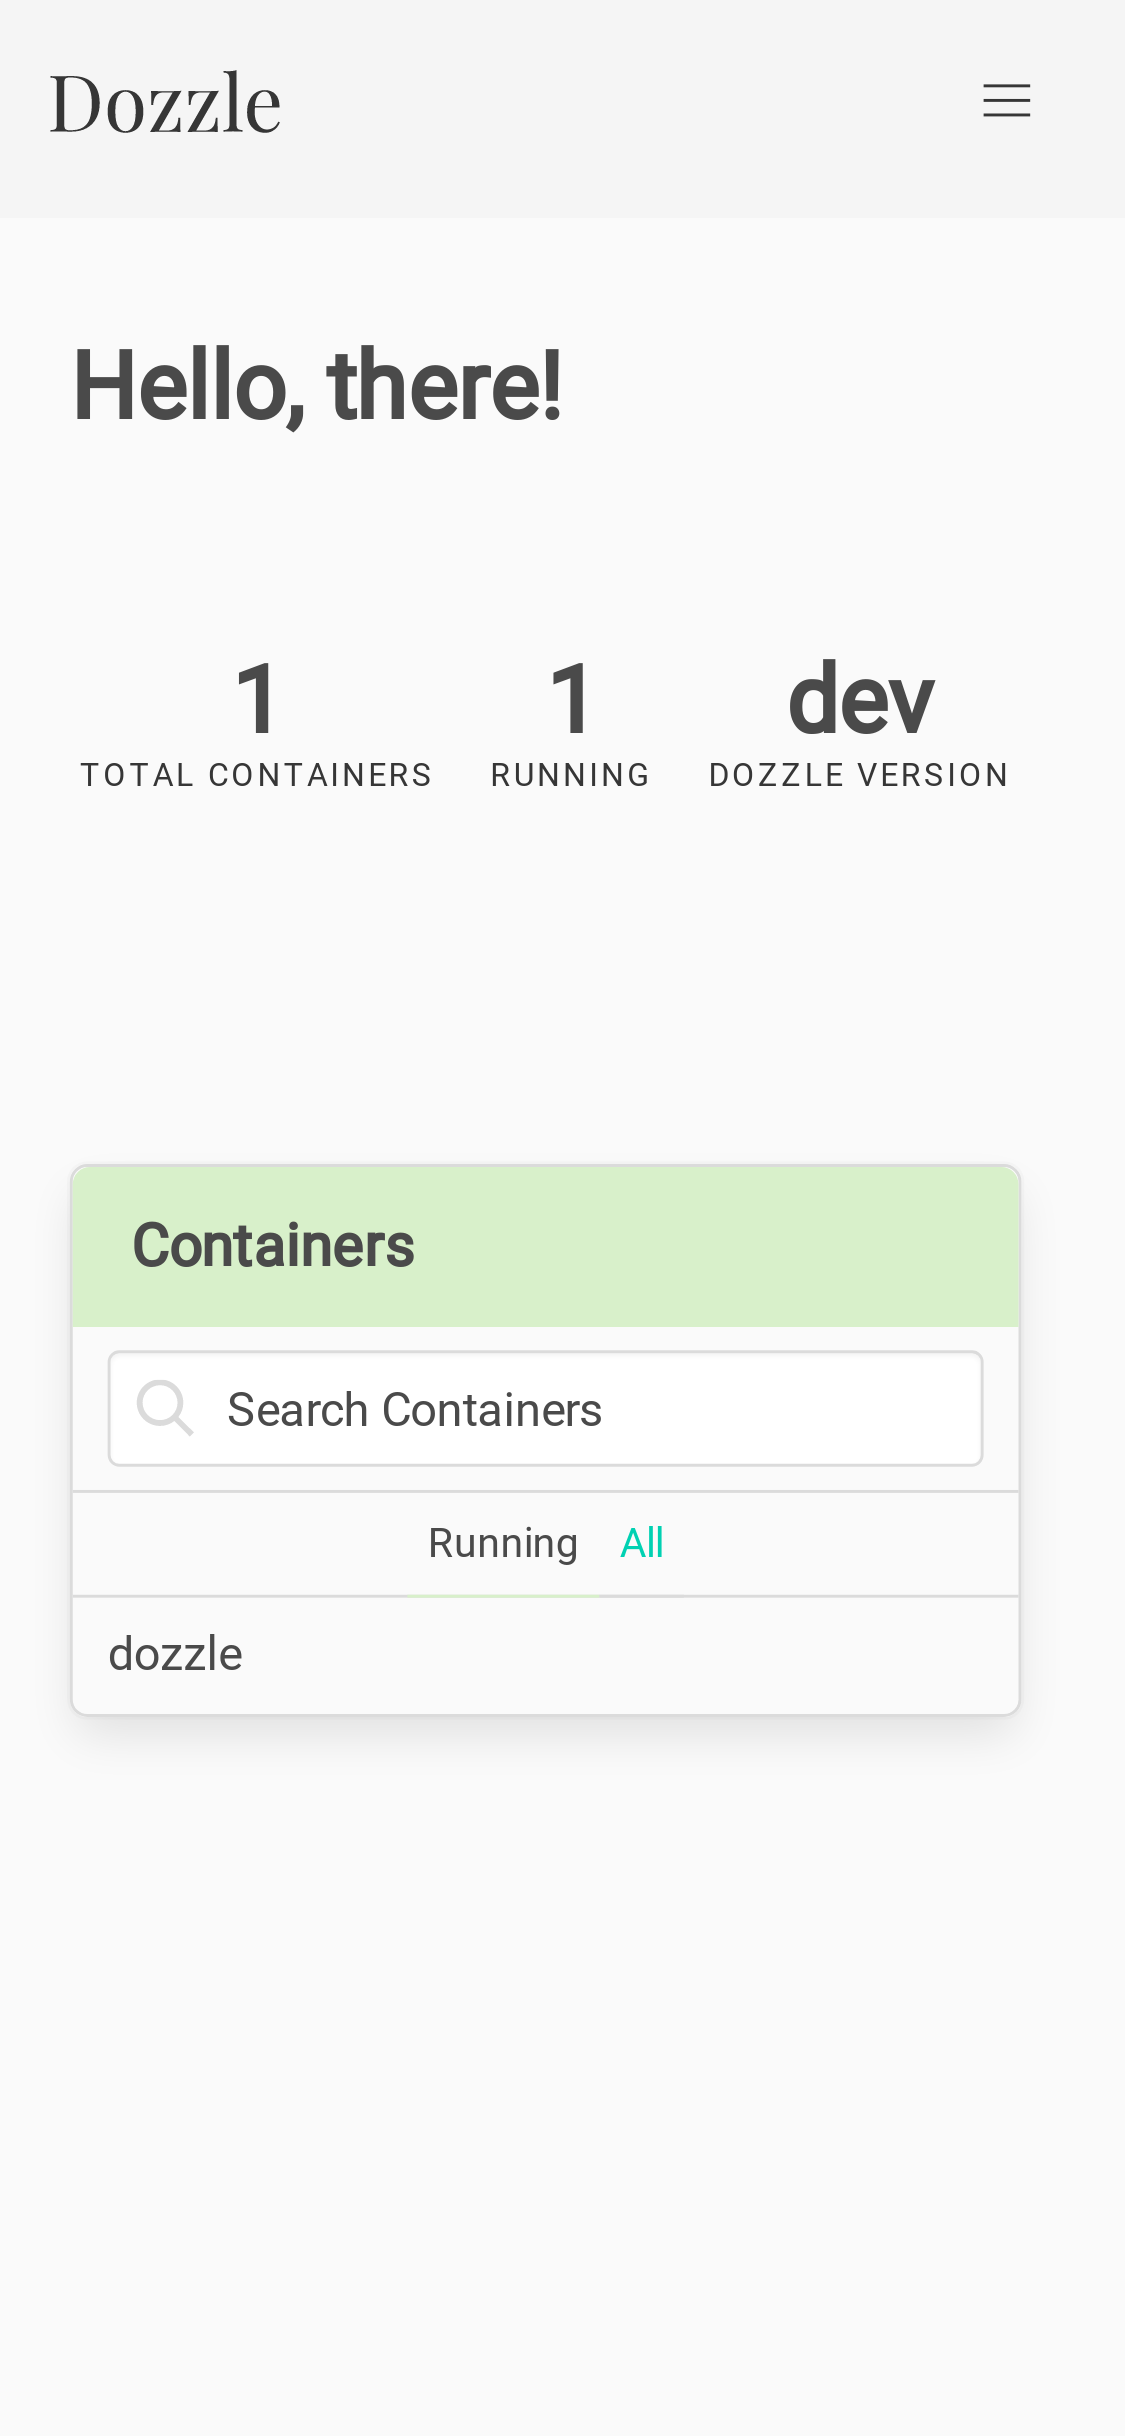 Dozzle
Hello, there!
1 1 dev
TOTAL CONTAINERS RUNNING DOZZLE VERSION
Containers
Search Containers
Running All
dozzle